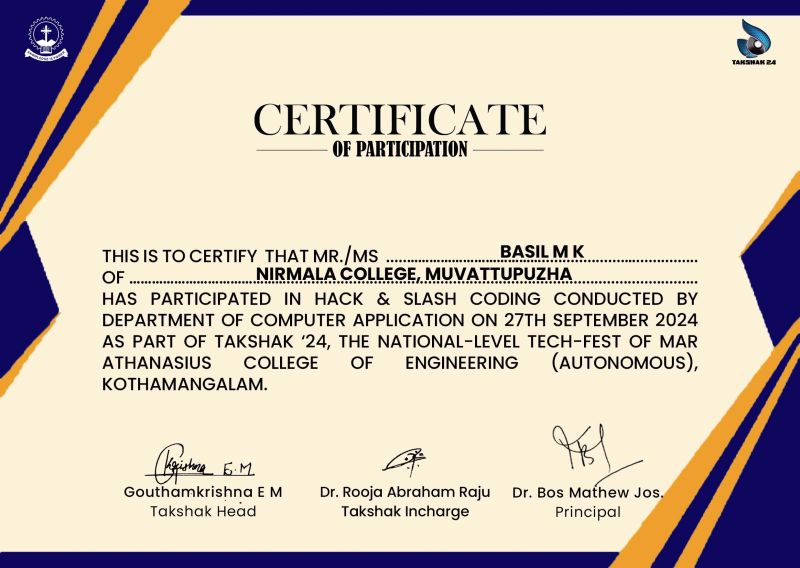 TAKSHAK 24
CERTIFICATE
OF PARTICIPATION
THIS IS TO CERTIFY THAT MR./MS BASIL M K
OF NIRMALA COLLEGE, MUVATTUPUZHA
HAS PARTICIPATED IN HACK & SLASH CODING CONDUCTED BY
DEPARTMENT OF COMPUTER APPLICATION ON 27TH SEPTEMBER 2024
AS PART OF TAKSHAK ‘24, THE NATIONAL-LEVEL TECH-FEST OF MAR
ATHANASIUS COLLEGE OF ENGINEERING (AUTONOMOUS),
KOTHAMANGALAM.
Gouthamkrishna E M Dr. Rooja Abraham Raju Dr. Bos Mathew Jos.
Takshak Head Takshak Incharge Principal